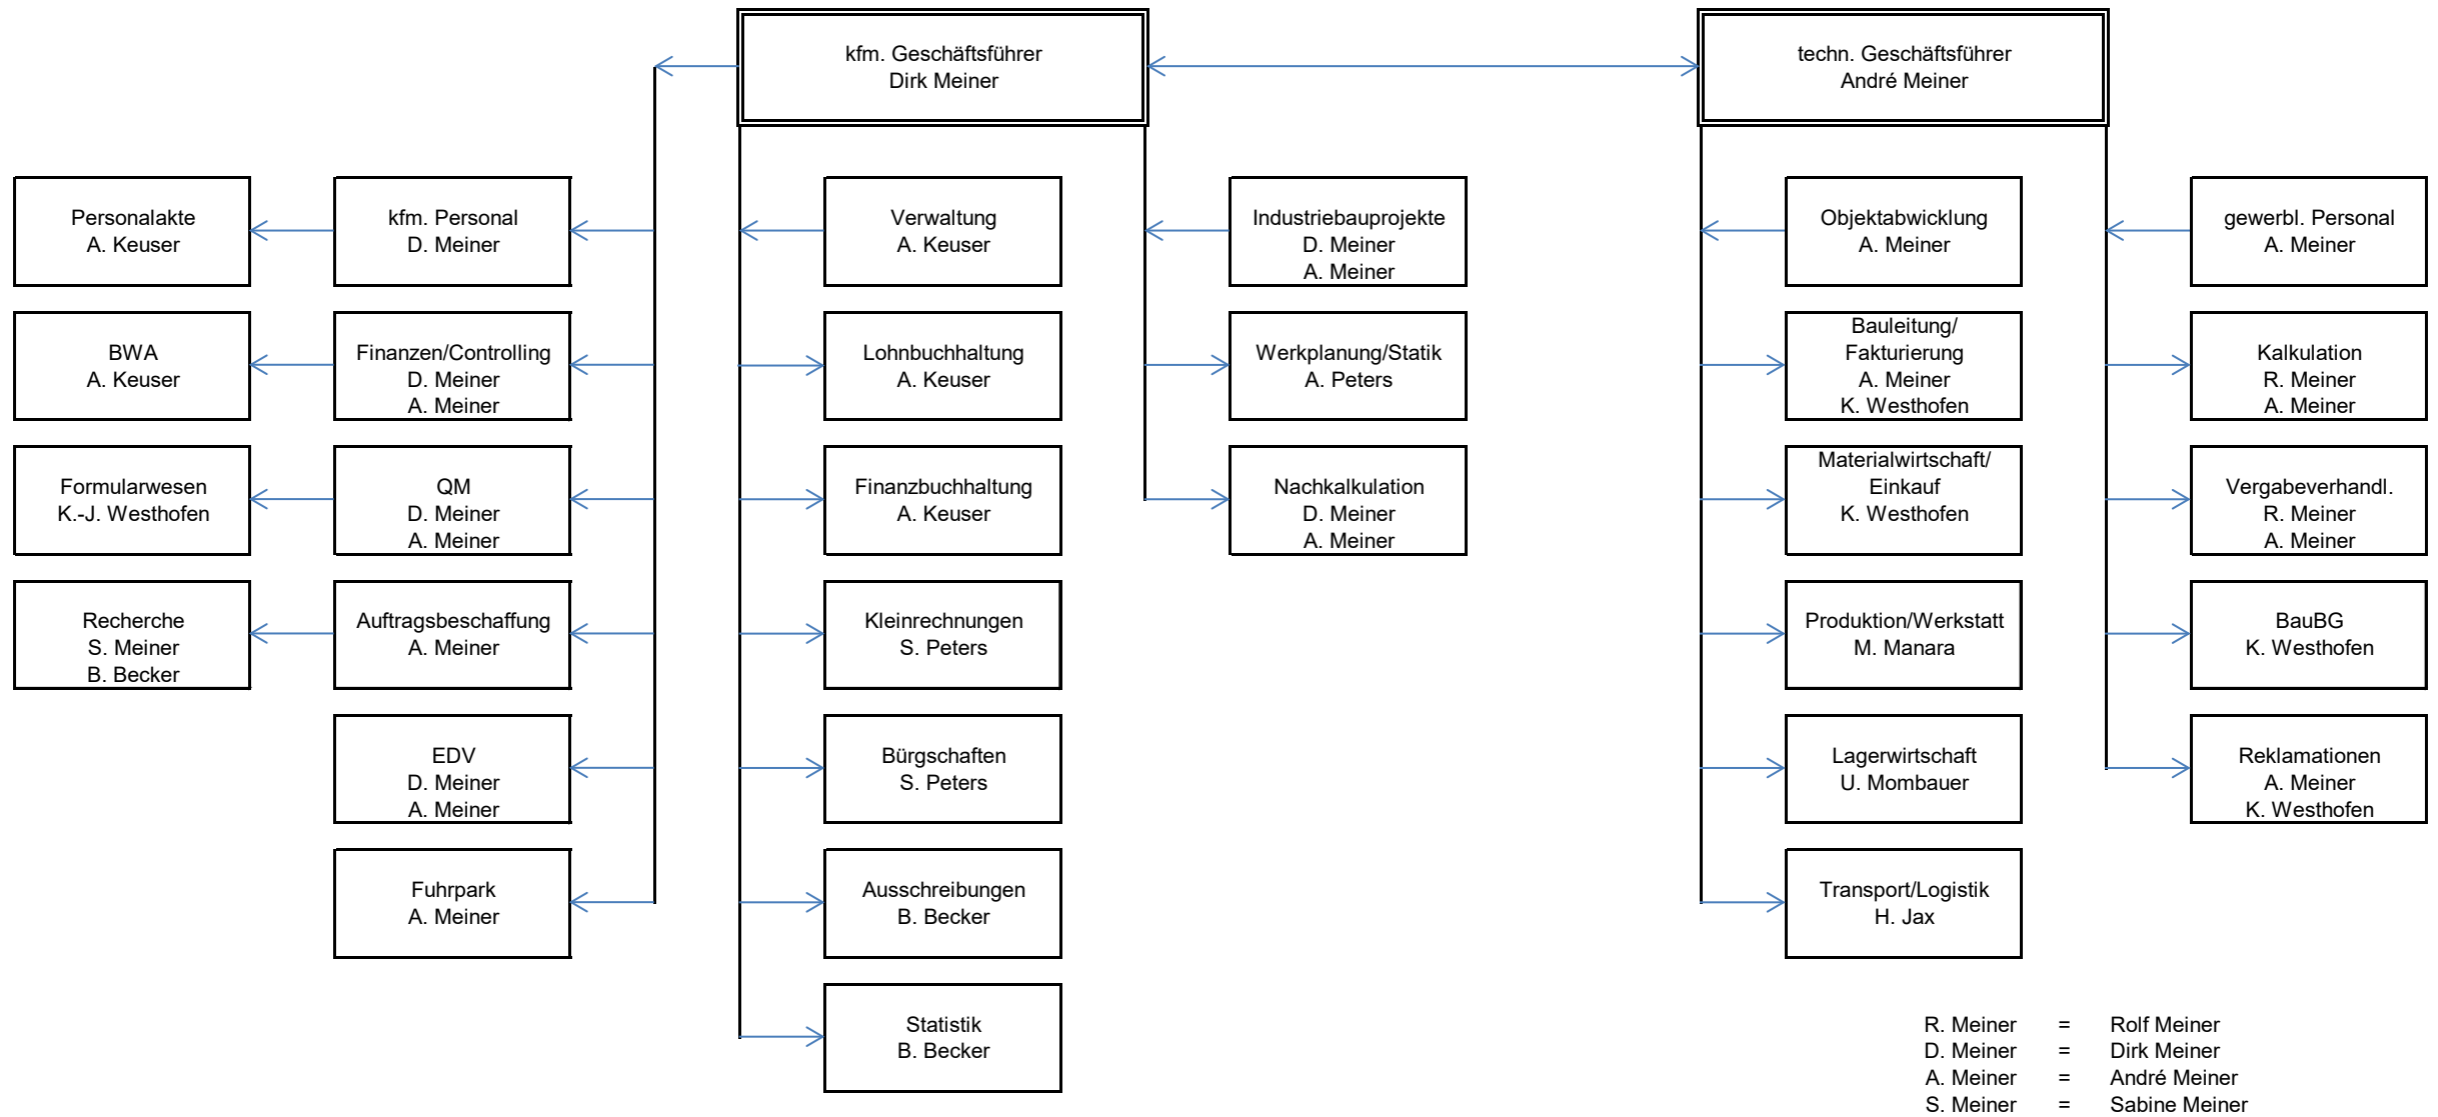 kfm. Geschäftsführer
Dirk Meiner
techn. Geschäftsführer
André Meiner
Personalakte
A. Keuser
kfm. Personal
D. Meiner
Verwaltung
A. Keuser
Industriebauprojekte
D. Meiner
A. Meiner
Objektabwicklung
A. Meiner
gewerbl. Personal
A. Meiner
BWA
A. Keuser
Finanzen/Controlling
D. Meiner
A. Meiner
Lohnbuchhaltung
A. Keuser
Werkplanung/Statik
A. Peters
Bauleitung/
Fakturierung
A. Meiner
K. Westhofen
Kalkulation
R. Meiner
A. Meiner
Formularwesen
K.-J. Westhofen
QM
D. Meiner
A. Meiner
Finanzbuchhaltung
A. Keuser
Nachkalkulation
D. Meiner
A. Meiner
Materialwirtschaft/
Einkauf
K. Westhofen
Vergabeverhandl.
R. Meiner
A. Meiner
Recherche
S. Meiner
B. Becker
Auftragsbeschaffung
A. Meiner
Kleinrechnungen
S. Peters
Produktion/Werkstatt
M. Manara
BauBG
K. Westhofen
EDV
D. Meiner
A. Meiner
Bürgschaften
S. Peters
Lagerwirtschaft
U. Mombauer
Reklamationen
A. Meiner
K. Westhofen
Fuhrpark
A. Meiner
Ausschreibungen
B. Becker
Transport/Logistik
H. Jax
Statistik
B. Becker
R. Meiner = Rolf Meiner
D. Meiner = Dirk Meiner
A. Meiner = André Meiner
S. Meiner = Sabine Meiner